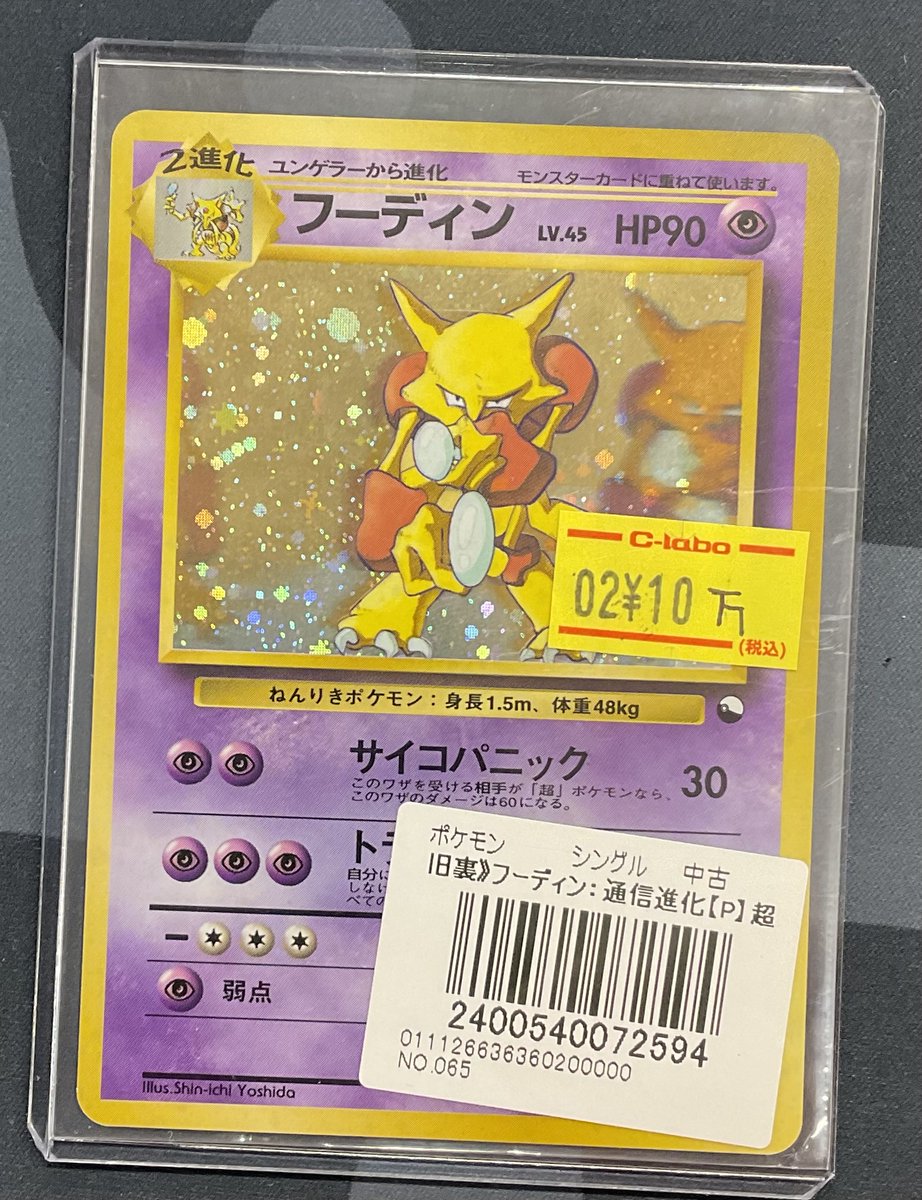 2進化
ユンゲラーから進化
モンスターカードに重ねて使います。
フーディン LV.45 HP90
C-labo
02¥10万
(税込)
ねんりきポケモン：身長1.5m、体重48kg
サイコパニック 30
このワザを受ける相手が「超」ポケモンなら、
このワザのダメージは60になる。
ト
自分に
しない
べての
弱点
Illus.Shin-ichi Yoshida
ポケモン シングル 中古
旧裏》フーディン：通信進化【P】超
2400540072594
01112663636020​0000
NO.065